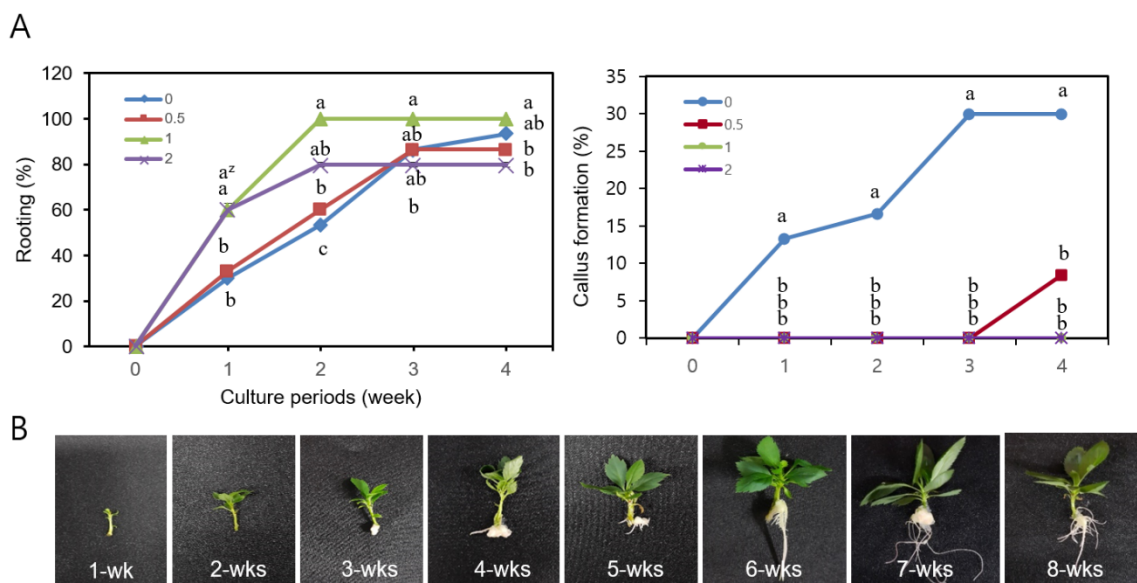 A
Rooting (%)
120
100
80
60
40
20
0
0
0.5
1
2
aᶻ
a
b
b
a
ab
b
c
a
ab
ab
b
a
ab
b
b
0
1
2
3
4
Culture periods (week)
Callus formation (%)
35
30
25
20
15
10
5
0
0
0.5
1
2
a
b
b
b
a
b
b
b
a
b
b
b
a
b
b
b
0
1
2
3
4
B
1-wk
2-wks
3-wks
4-wks
5-wks
6-wks
7-wks
8-wks